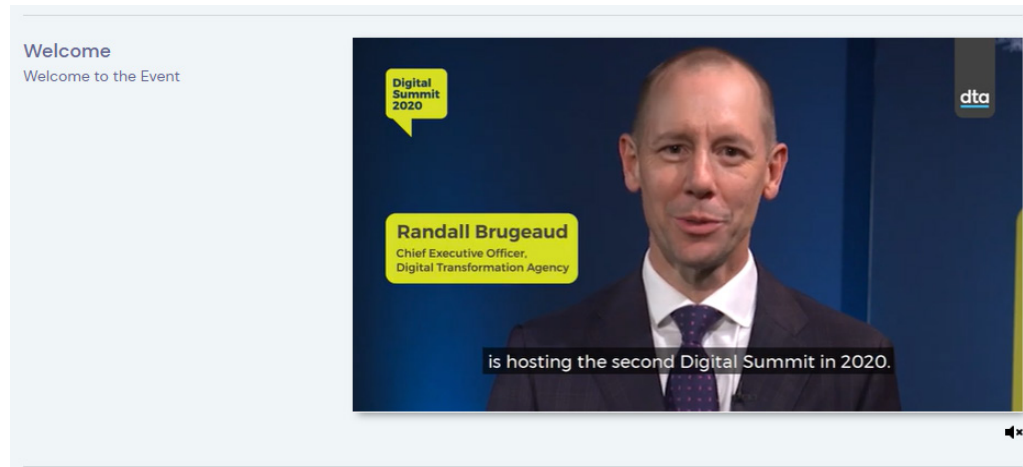 Welcome
Welcome to the Event
Digital
Summit
2020
dta
Randall Brugeaud
Chief Executive Officer,
Digital Transformation Agency
is hosting the second Digital Summit in 2020.